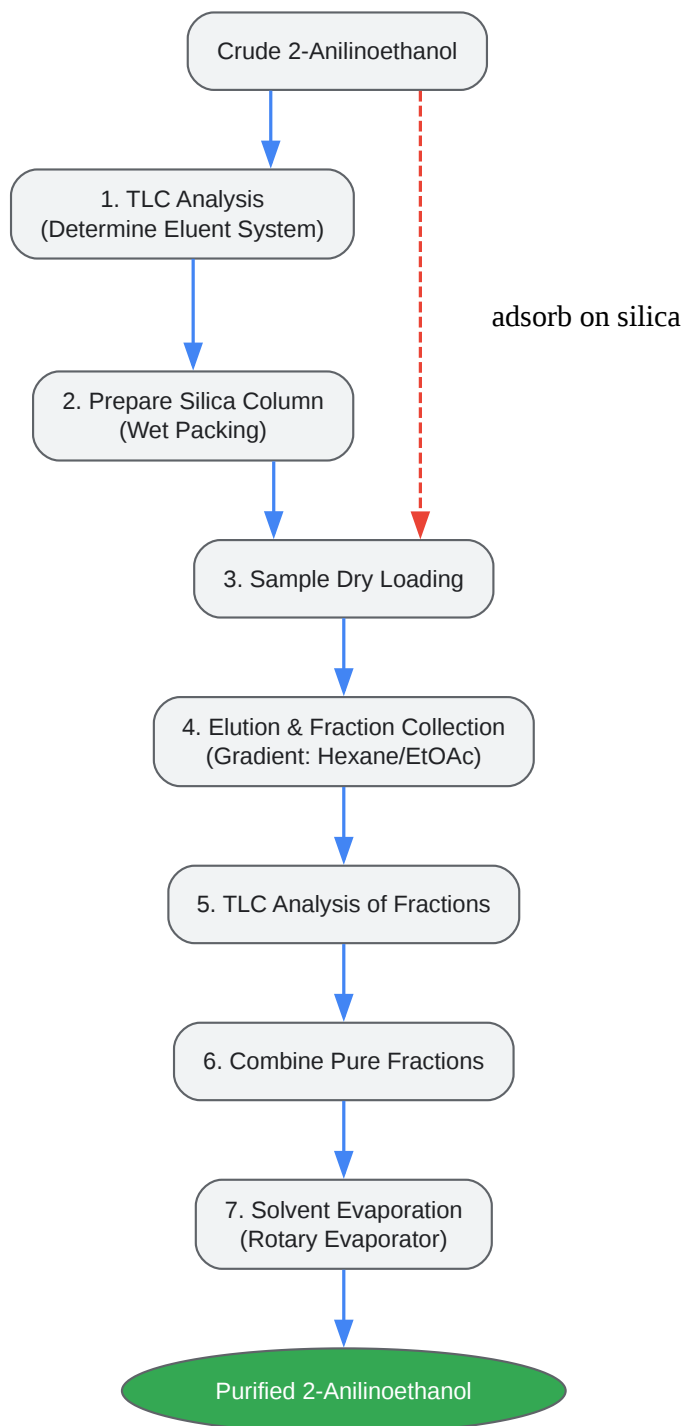 Crude 2-Anilinoethanol
1. TLC Analysis
(Determine Eluent System)
adsorb on silica
2. Prepare Silica Column
(Wet Packing)
3. Sample Dry Loading
4. Elution & Fraction Collection
(Gradient: Hexane/EtOAc)
5. TLC Analysis of Fractions
6. Combine Pure Fractions
7. Solvent Evaporation
(Rotary Evaporator)
Purified 2-Anilinoethanol